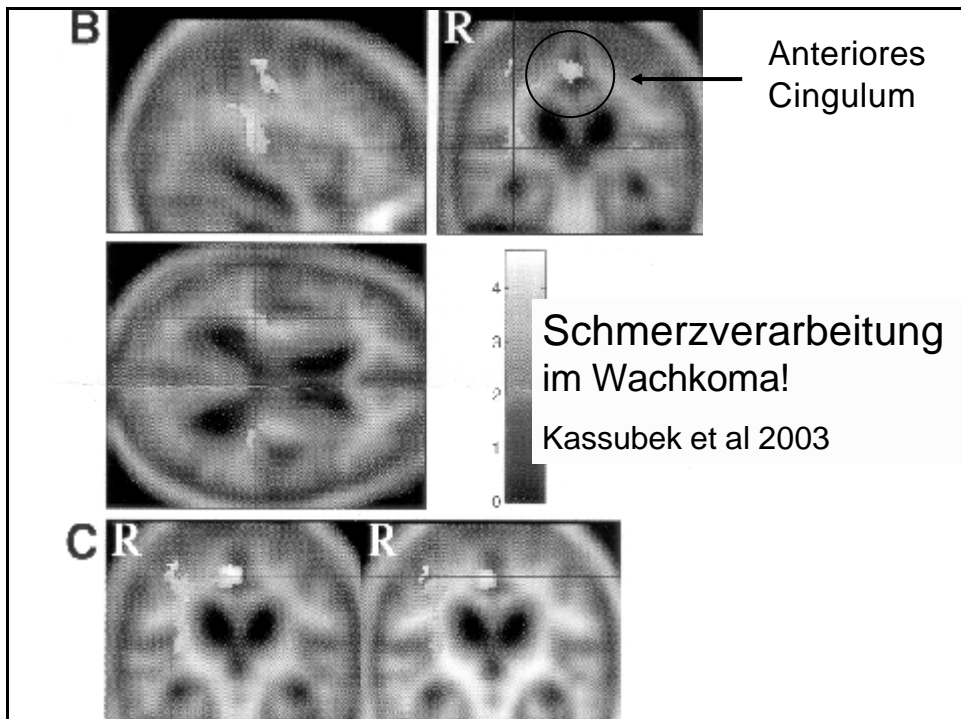 B
R
Anteriores
Cingulum
4
3
2
1
0
Schmerzverarbeitung
im Wachkoma!
Kassubek et al 2003
C
R
R